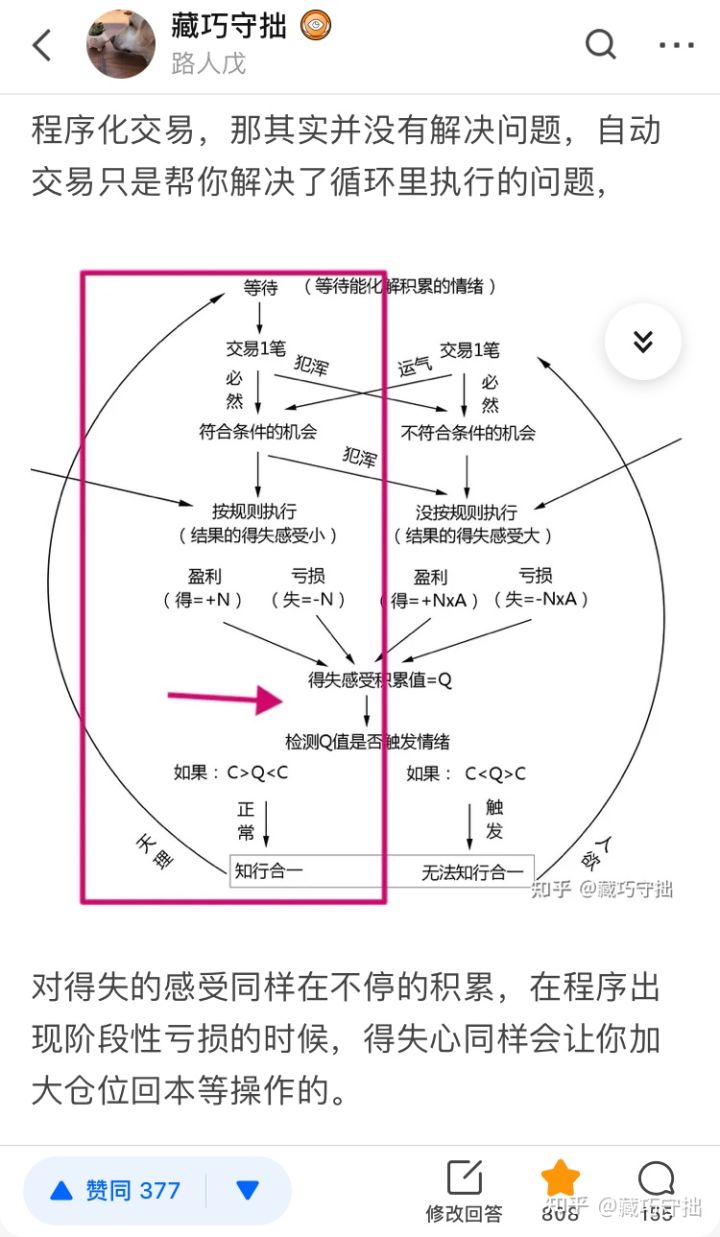 藏巧守拙
路人戊
程序化交易，那其实并没有解决问题，自动
交易只是帮你解决了循环里执行的问题，
等待 （等待能化解积累的情绪）
交易1笔 犯浑 运气 交易1笔
必然 必然
符合条件的机会 不符合条件的机会
犯浑
按规则执行 没按规则执行
（结果的得失感受小） （结果的得失感受大）
盈利 亏损 盈利 亏损
（得=+N） （失=-N） （得=+NxA） （失=-NxA）
得失感受积累值=Q
检测Q值是否触发情绪
如果：C>Q<C 如果：C<Q>C
正常 触发
天理 人欲
知行合一 无法知行合一
知乎 @藏巧守拙
对得失的感受同样在不停的积累，在程序出
现阶段性亏损的时候，得失心同样会让你加
大仓位回本等操作的。
赞同 377
修改回答 808 155
知乎 @藏巧守拙